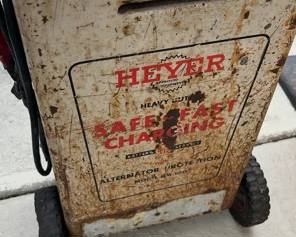 HEYER
HEAVY DUTY
SAFE FAST
CHARGING
ALTERNATOR PROTECTION